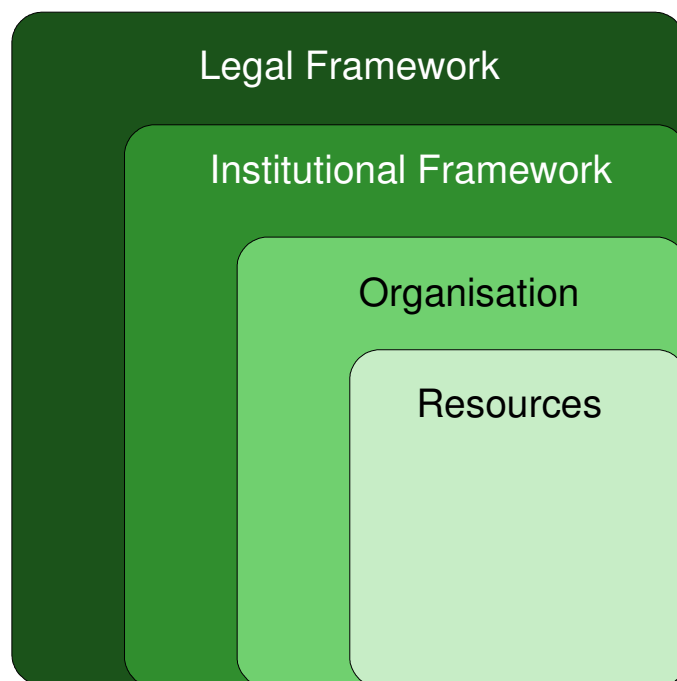 Legal Framework
Institutional Framework
Organisation
Resources